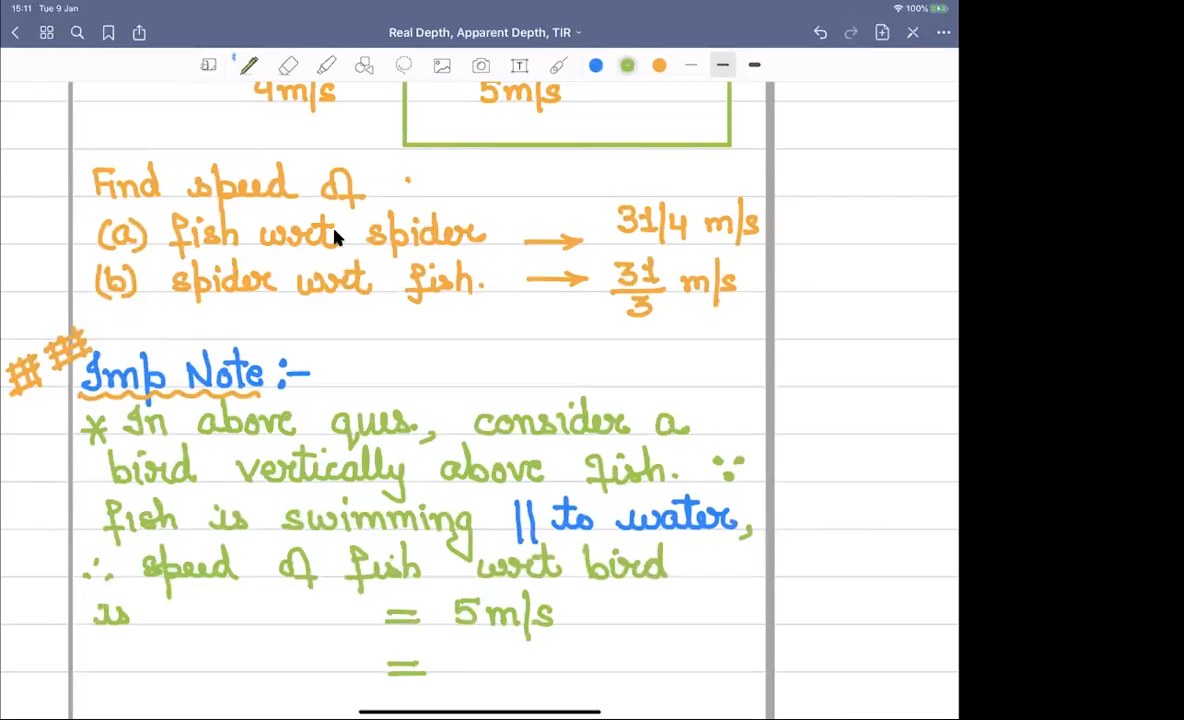 15:11 Tue 9 Jan
100%
Real Depth, Apparent Depth, TIR
4m/s 5m/s
Find speed of
(a) fish wrt spider → 31/4 m/s
(b) spider wrt fish. → 31/3 m/s
Imp Note :-
* In above ques., consider a
bird vertically above fish. ∵
fish is swimming || to water,
∴ speed of fish wrt bird
is = 5m/s
=